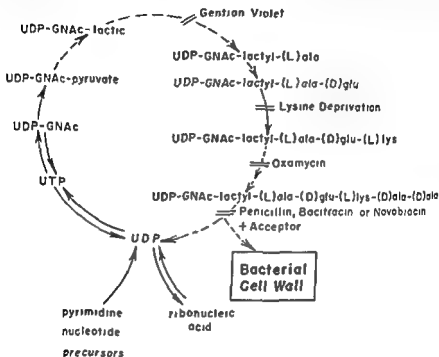 Gentian Violet
UDP-GNAc-lactic
UDP-GNAc-lactyl-(L)ala
UDP-GNAc-pyruvate
UDP-GNAc-lactyl-(L)ala-(D)glu
Lysine Deprivation
UDP-GNAc
UDP-GNAc-lactyl-(L)ala-(D)glu-(L)lys
Oxamycin
UTP
UDP-GNAc-lactyl-(L)ala-(D)glu-(L)lys-(D)ala-(D)ala
Penicillin, Bacitracin or Novobiocin
+ Acceptor
UDP
Bacterial
Cell Wall
pyrimidine
nucleotide
precursors
ribonucleic
acid